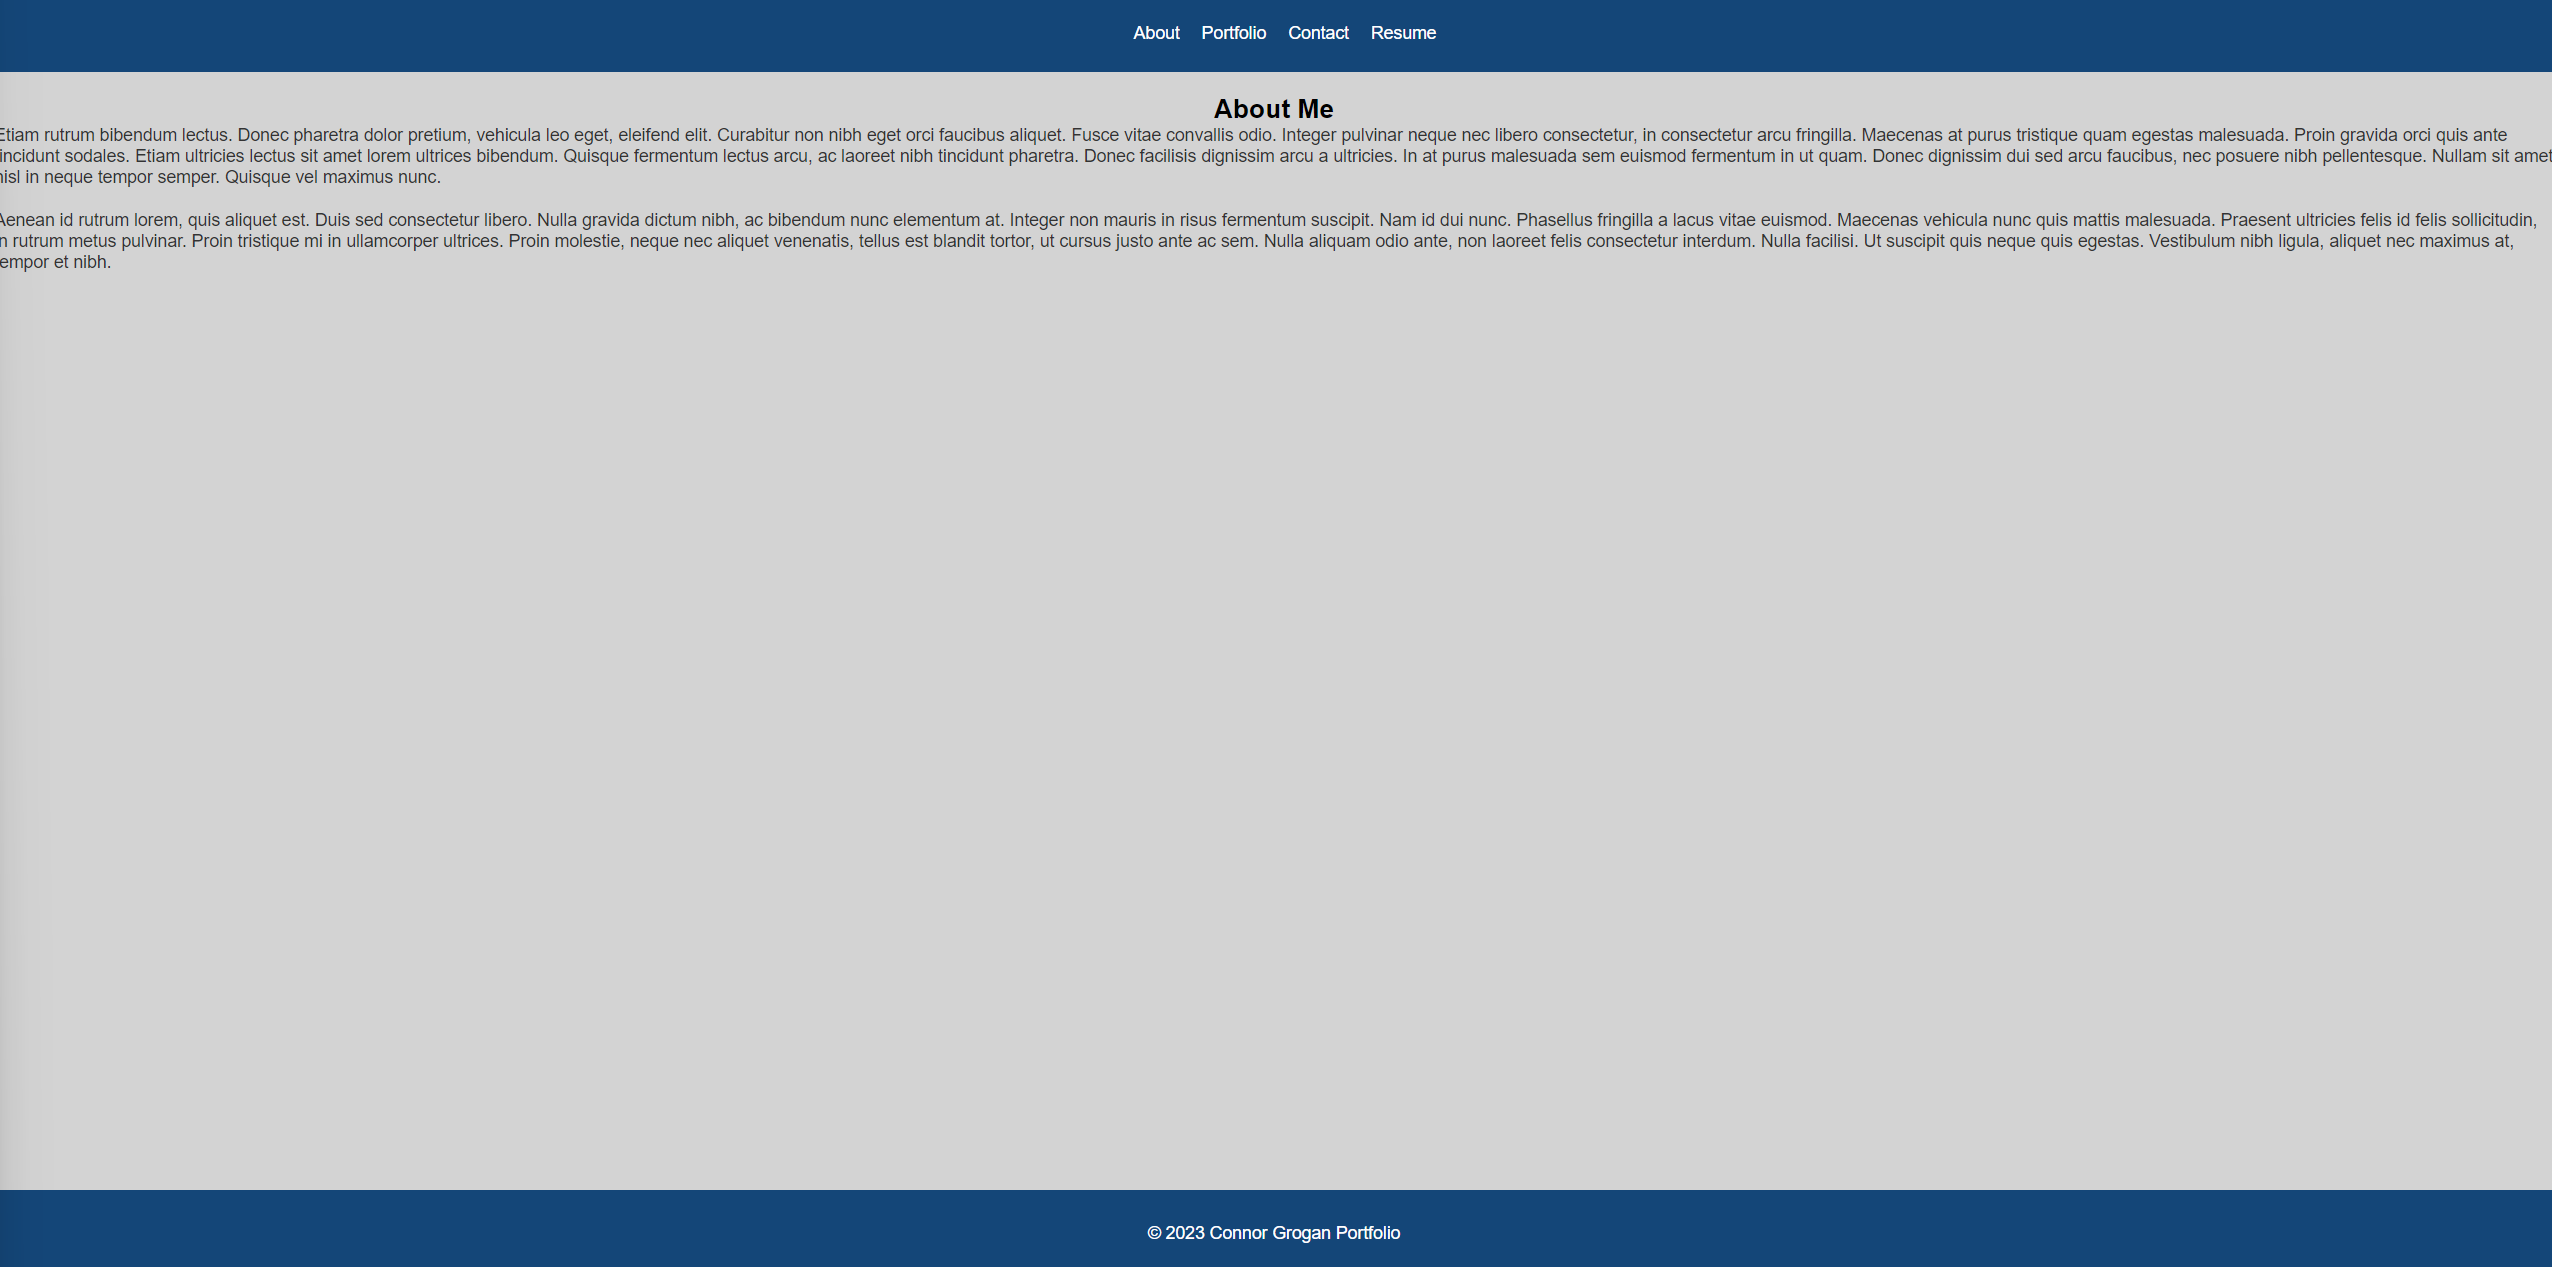 About Portfolio Contact Resume
About Me
Etiam rutrum bibendum lectus. Donec pharetra dolor pretium, vehicula leo eget, eleifend elit. Curabitur non nibh eget orci faucibus aliquet. Fusce vitae convallis odio. Integer pulvinar neque nec libero consectetur, in consectetur arcu fringilla. Maecenas at purus tristique quam egestas malesuada. Proin gravida orci quis ante
incidunt sodales. Etiam ultricies lectus sit amet lorem ultrices bibendum. Quisque fermentum lectus arcu, ac laoreet nibh tincidunt pharetra. Donec facilisis dignissim arcu a ultricies. In at purus malesuada sem euismod fermentum in ut quam. Donec dignissim dui sed arcu faucibus, nec posuere nibh pellentesque. Nullam sit amet
nisl in neque tempor semper. Quisque vel maximus nunc.
Aenean id rutrum lorem, quis aliquet est. Duis sed consectetur libero. Nulla gravida dictum nibh, ac bibendum nunc elementum at. Integer non mauris in risus fermentum suscipit. Nam id dui nunc. Phasellus fringilla a lacus vitae euismod. Maecenas vehicula nunc quis mattis malesuada. Praesent ultricies felis id felis sollicitudin,
n rutrum metus pulvinar. Proin tristique mi in ullamcorper ultrices. Proin molestie, neque nec aliquet venenatis, tellus est blandit tortor, ut cursus justo ante ac sem. Nulla aliquam odio ante, non laoreet felis consectetur interdum. Nulla facilisi. Ut suscipit quis neque quis egestas. Vestibulum nibh ligula, aliquet nec maximus at,
empor et nibh.
© 2023 Connor Grogan Portfolio